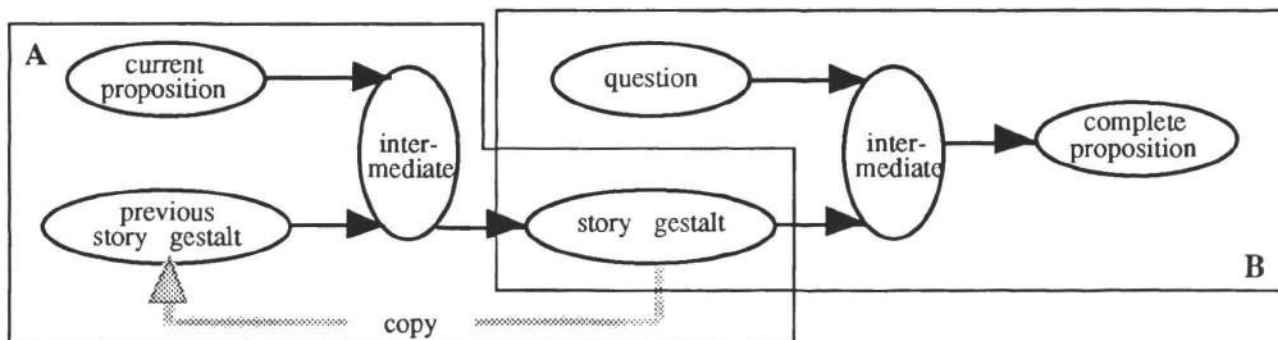 A
current
proposition
inter-
mediate
previous
story gestalt
copy
question
story gestalt
inter-
mediate
complete
proposition
B